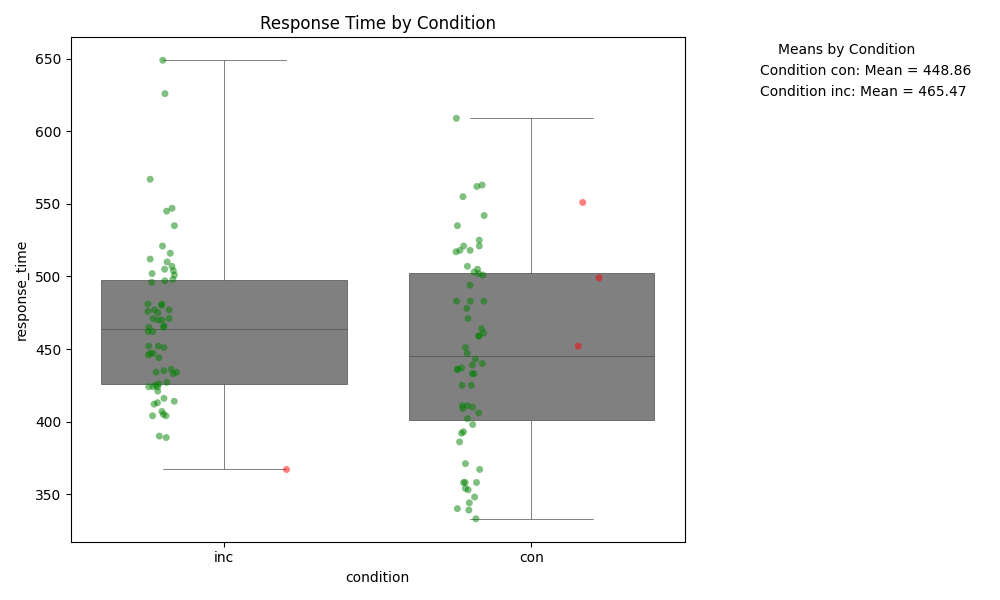 Response Time by Condition
Means by Condition
Condition con: Mean = 448.86
Condition inc: Mean = 465.47
650
600
550
500
450
400
350
response_time
inc
con
condition